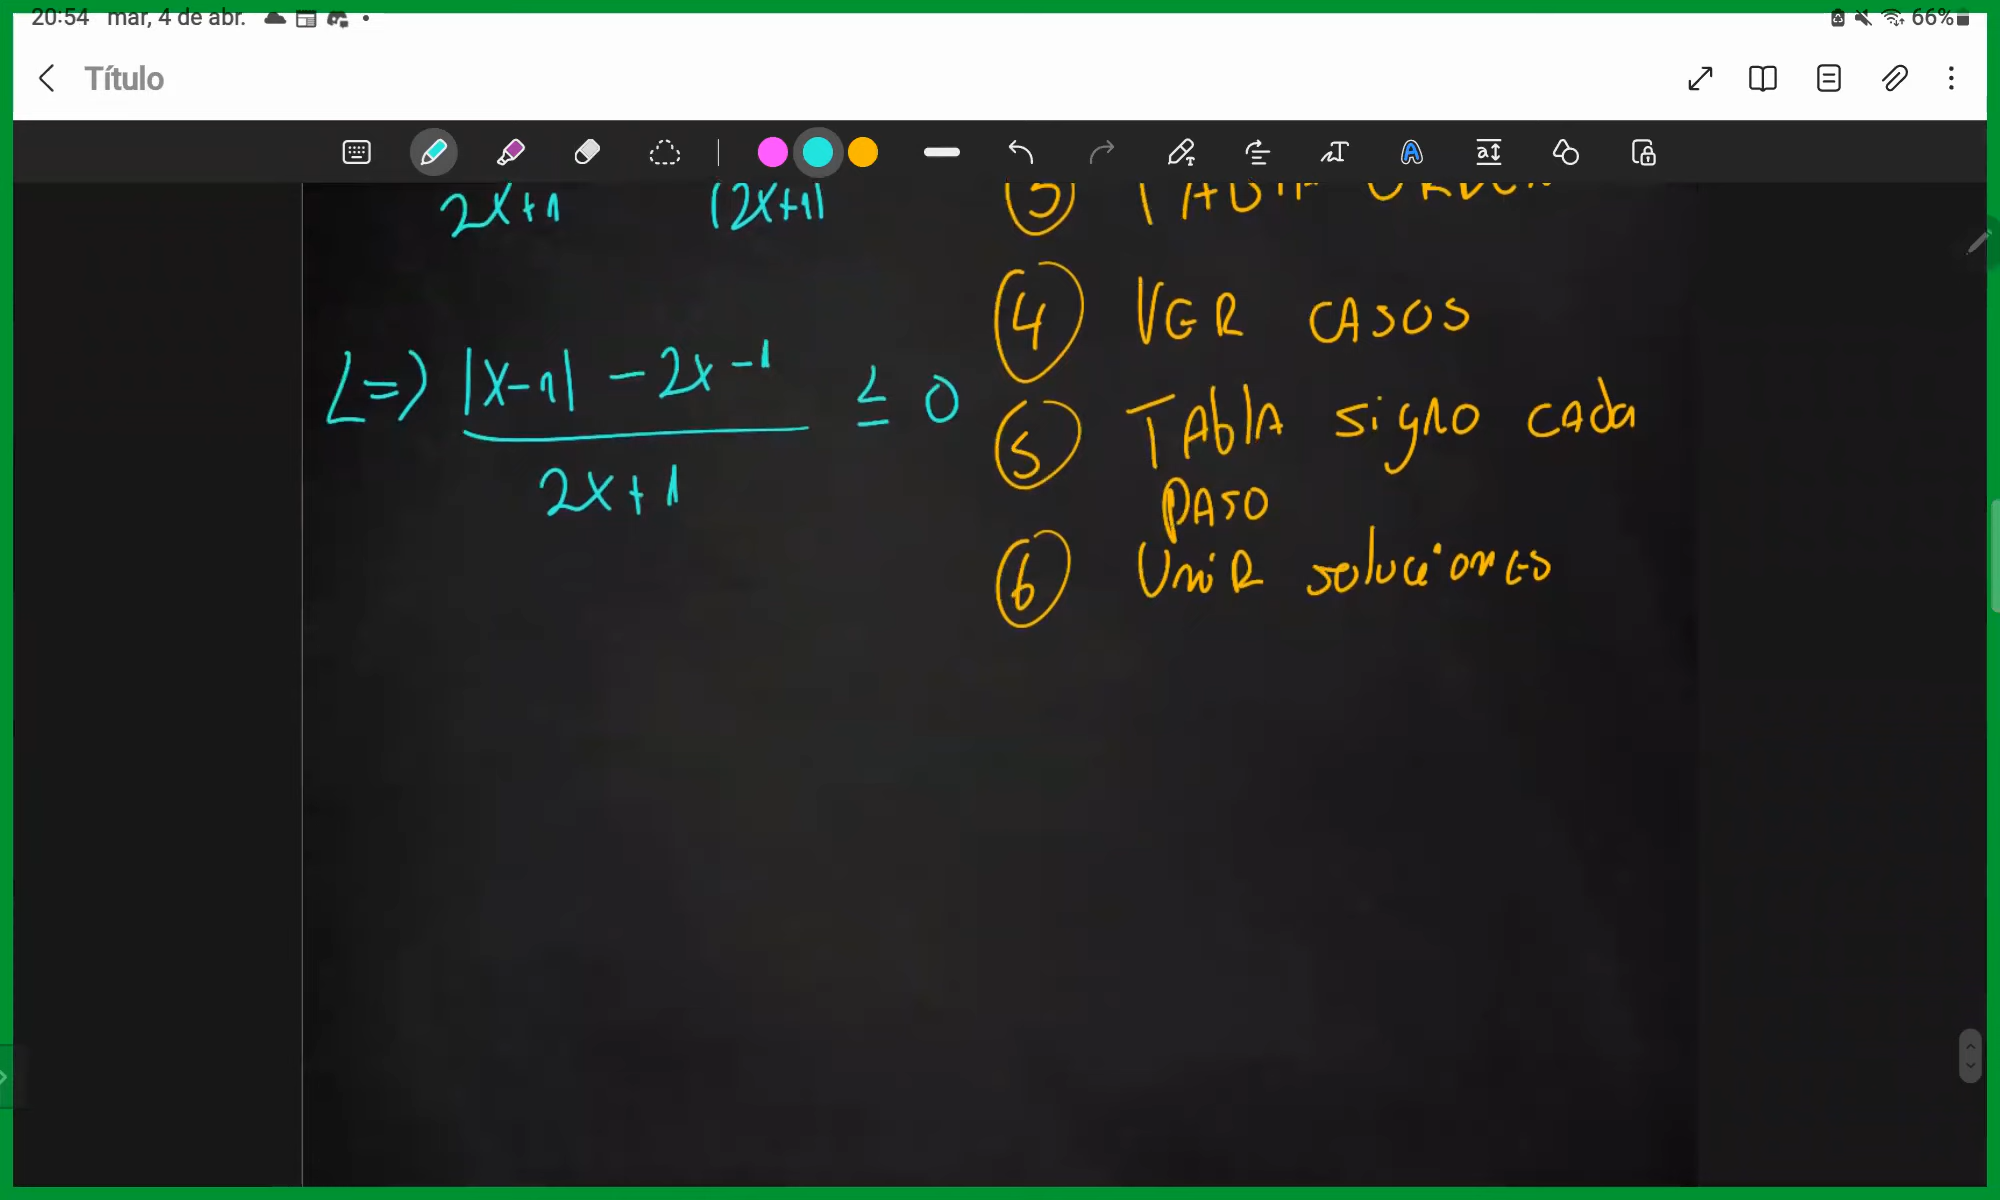 20:54 mar, 4 de abr. 66%
Título
2x+1 (2x+1)
③
④ VER CASOS
<=> |x-1| - 2x - 1 ≤ 0
2x+1
⑤ TAblA signo cada
PASO
⑥ UniR solucionEs